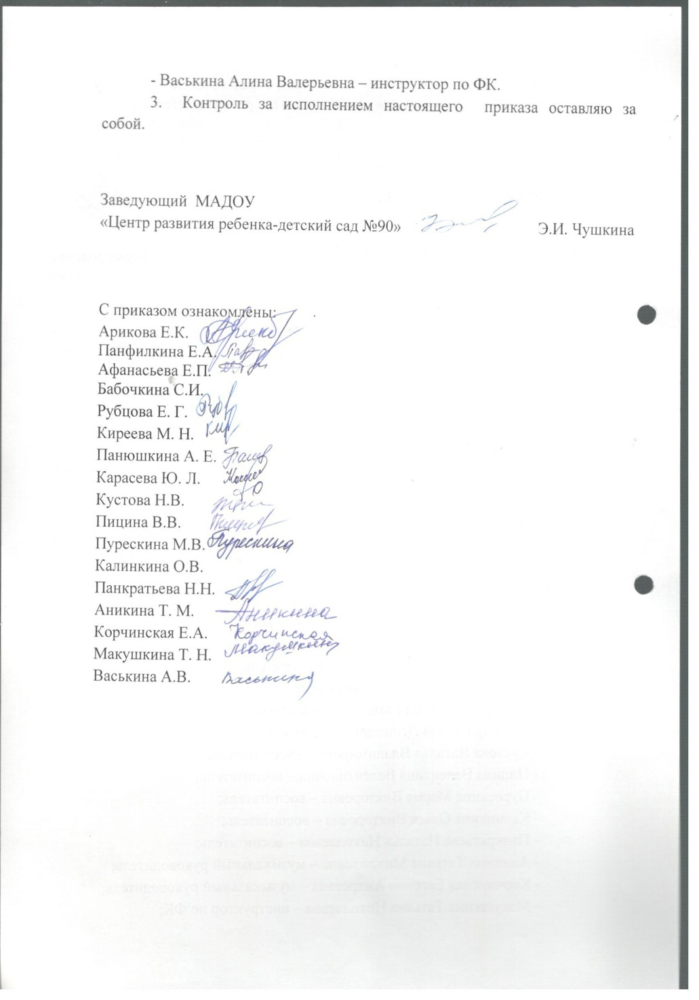 - Васькина Алина Валерьевна – инструктор по ФК.
3. Контроль за исполнением настоящего приказа оставляю за
собой.
Заведующий МАДОУ
«Центр развития ребенка-детский сад №90» Э.И. Чушкина
С приказом ознакомлены:
Арикова Е.К.
Панфилкина Е.А.
Афанасьева Е.П.
Бабочкина С.И.
Рубцова Е. Г.
Киреева М. Н.
Панюшкина А. Е.
Карасева Ю. Л.
Кустова Н.В.
Пицина В.В.
Пурескина М.В. Пурескина
Калинкина О.В.
Панкратьева Н.Н.
Аникина Т. М. Аникина
Корчинская Е.А. Корчинская
Макушкина Т. Н. Макушкина
Васькина А.В. Васькина